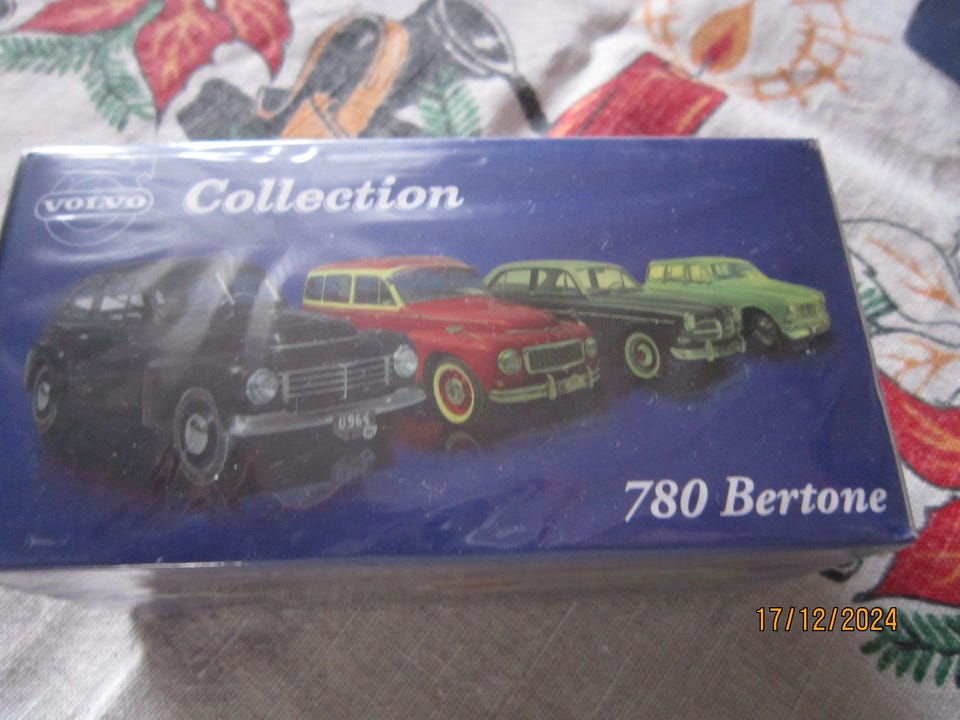 VOLVO Collection
U964
780 Bertone
17/12/2024